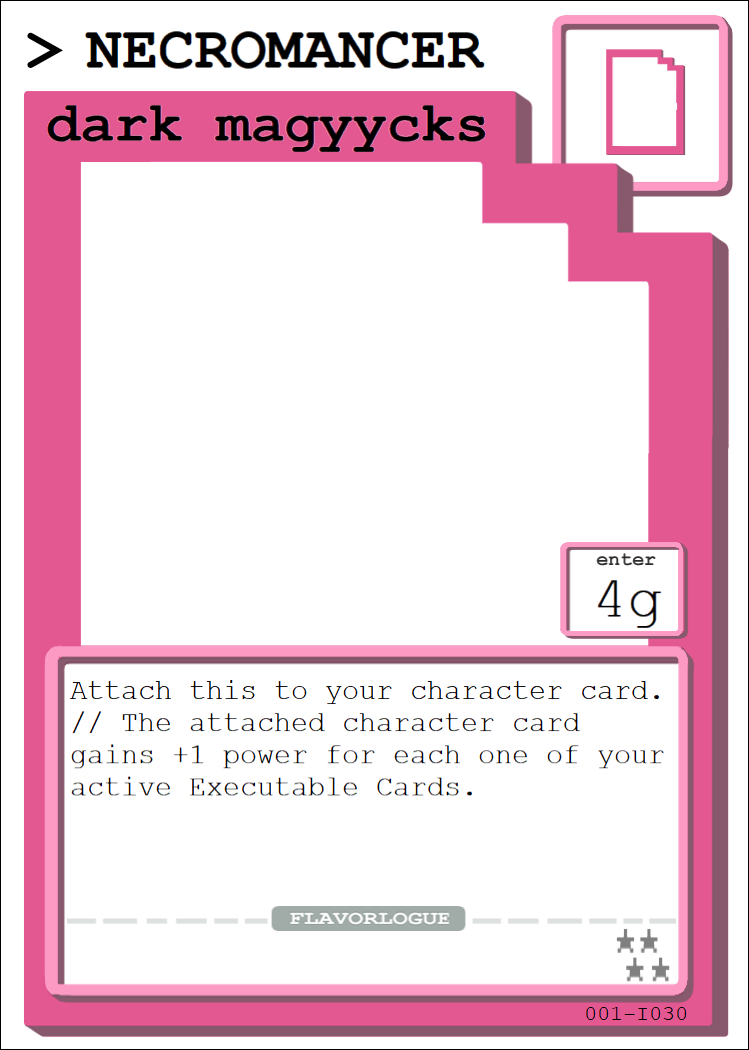 > NECROMANCER
dark magyycks
enter
4g
Attach this to your character card.
// The attached character card
gains +1 power for each one of your
active Executable Cards.
FLAVORLOGUE
001-I030